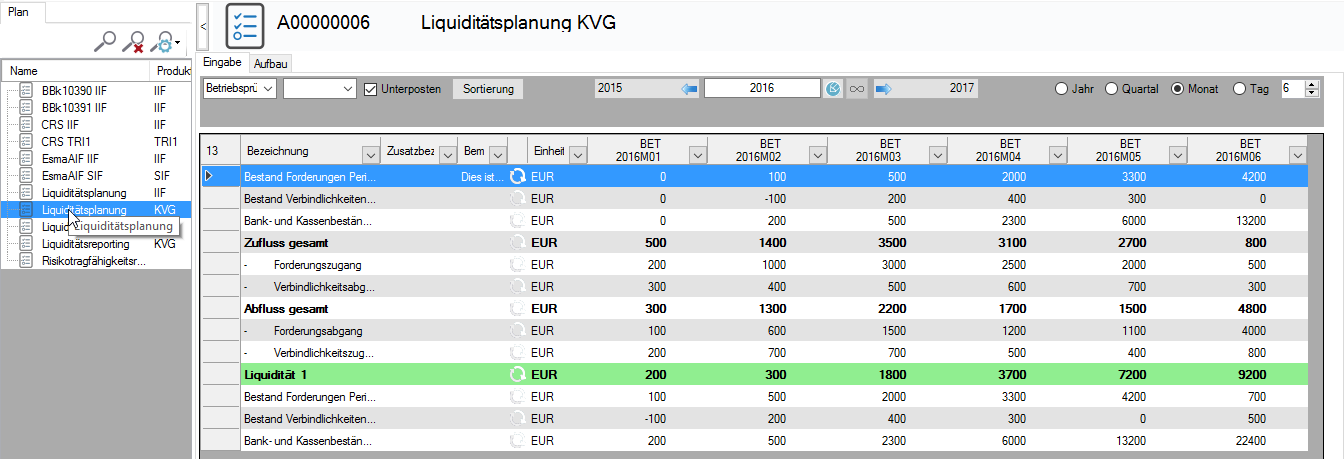 Plan
Name Produkt
BBk10390 IIF IIF
BBk10391 IIF IIF
CRS IIF IIF
CRS TRI1 TRI1
EsmaAIF IIF IIF
EsmaAIF SIF SIF
Liquiditätsplanung IIF
Liquiditätsplanung KVG
Liquic
Liquiditätsplanung
Liquiditätsreporting KVG
Risikotragfähigkeitsr...
< A00000006 Liquiditätsplanung KVG
Eingabe Aufbau
Betriebsprü Unterposten Sortierung 2015 2016 2017 Jahr Quartal Monat Tag 6
13 Bezeichnung Zusatzbez Bem Einheit BET 2016M01 BET 2016M02 BET 2016M03 BET 2016M04 BET 2016M05 BET 2016M06
Bestand Forderungen Peri... Dies ist... EUR 0 100 500 2000 3300 4200
Bestand Verbindlichkeiten... EUR 0 -100 200 400 300 0
Bank- und Kassenbestän... EUR 0 200 500 2300 6000 13200
Zufluss gesamt EUR 500 1400 3500 3100 2700 800
- Forderungszugang EUR 200 1000 3000 2500 2000 500
- Verbindlichkeitsabg... EUR 300 400 500 600 700 300
Abfluss gesamt EUR 300 1300 2200 1700 1500 4800
- Forderungsabgang EUR 100 600 1500 1200 1100 4000
- Verbindlichkeitszug... EUR 200 700 700 500 400 800
Liquidität 1 EUR 200 300 1800 3700 7200 9200
Bestand Forderungen Peri... EUR 100 500 2000 3300 4200 700
Bestand Verbindlichkeiten... EUR -100 200 400 300 0 500
Bank- und Kassenbestän... EUR 200 500 2300 6000 13200 22400